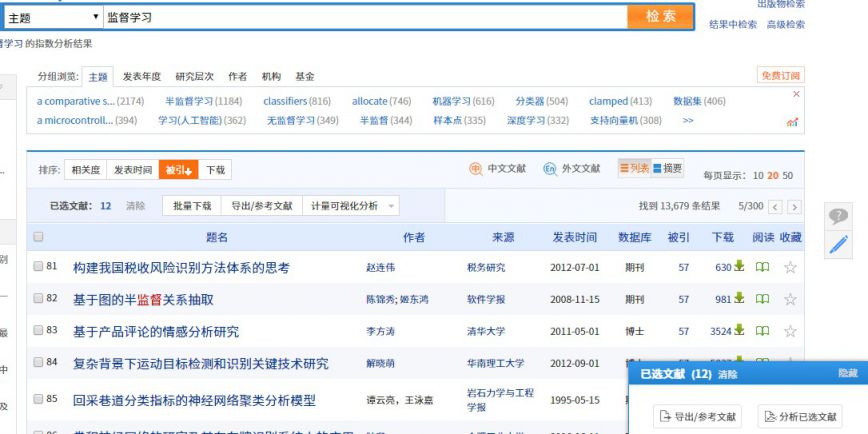 出版物检索
主题 监督学习 检索
结果中检索 高级检索
督学习 的指数分析结果
分组浏览: 主题 发表年度 研究层次 作者 机构 基金 免费订阅
a comparative s...(2174) 半监督学习(1184) classifiers(816) allocate(746) 机器学习(616) 分类器(504) clamped(413) 数据集(406)
a microcontroll...(394) 学习(人工智能)(362) 无监督学习(349) 半监督(344) 样本点(335) 深度学习(332) 支持向量机(308) >>
排序: 相关度 发表时间 被引 下载 中 中文文献 En 外文文献 列表 摘要 每页显示: 10 20 50
已选文献: 12 清除 批量下载 导出/参考文献 计量可视化分析 找到 13,679 条结果 5/300 < >
题名 作者 来源 发表时间 数据库 被引 下载 阅读 收藏
81 构建我国税收风险识别方法体系的思考 赵连伟 税务研究 2012-07-01 期刊 57 630
别
82 基于图的半监督关系抽取 陈锦秀; 姬东鸿 软件学报 2008-11-15 期刊 57 981
83 基于产品评论的情感分析研究 李方涛 清华大学 2011-05-01 博士 57 3524
最
84 复杂背景下运动目标检测和识别关键技术研究 解晓萌 华南理工大学 2012-09-01
中
已选文献 (12) 清除 隐藏
85 回采巷道分类指标的神经网络聚类分析模型 谭云亮, 王泳嘉 岩石力学与工程学报 1995-05-15
及
导出/参考文献 分析已选文献